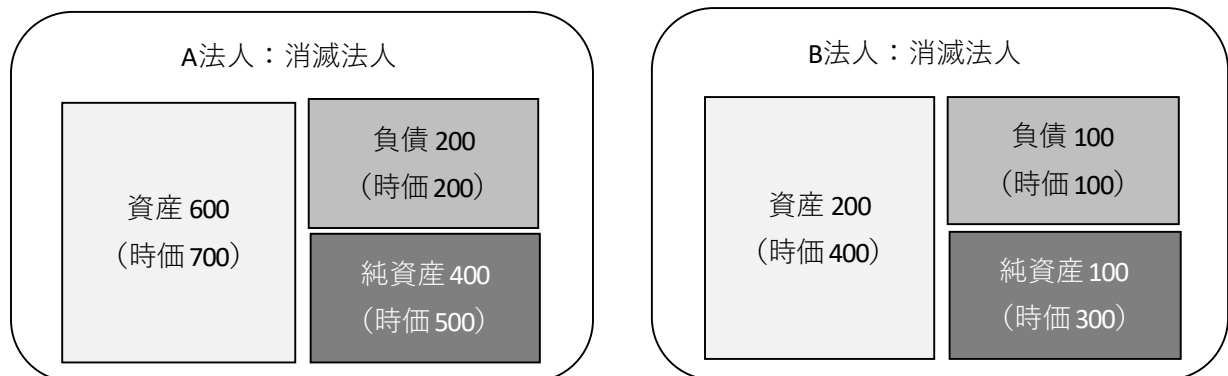 A法人：消滅法人
資産 600
（時価 700）
負債 200
（時価 200）
純資産 400
（時価 500）
B法人：消滅法人
資産 200
（時価 400）
負債 100
（時価 100）
純資産 100
（時価 300）